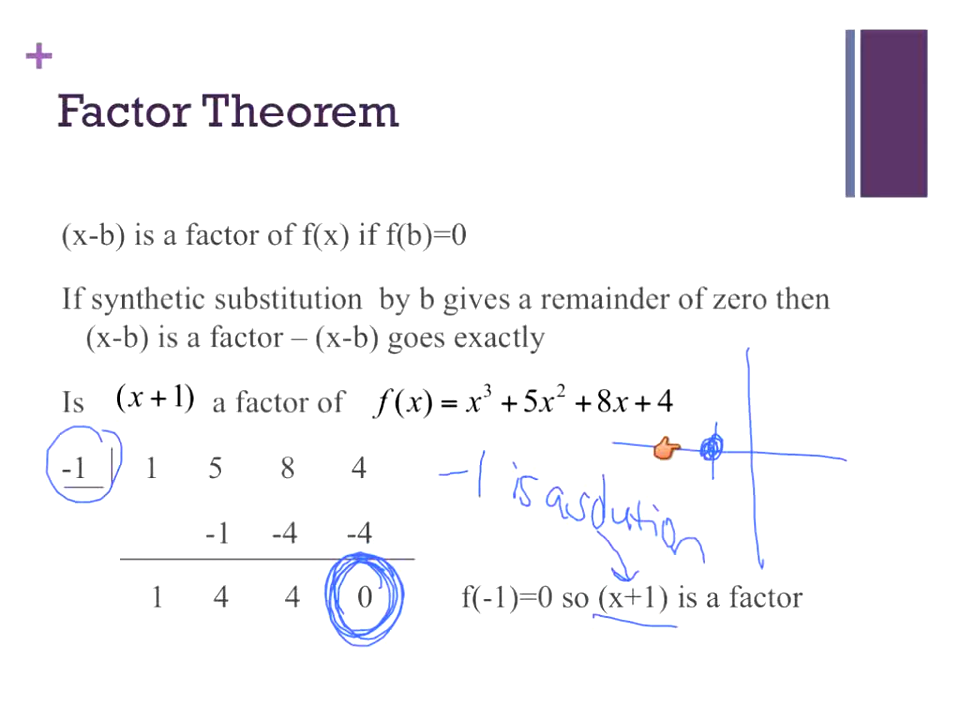 +
Factor Theorem
(x-b) is a factor of f(x) if f(b)=0
If synthetic substitution by b gives a remainder of zero then
(x-b) is a factor – (x-b) goes exactly
Is (x + 1) a factor of f(x) = x³ + 5x² + 8x + 4
-1 1 5 8 4
-1 is a solution
-1 -4 -4
1 4 4 0 f(-1)=0 so (x+1) is a factor